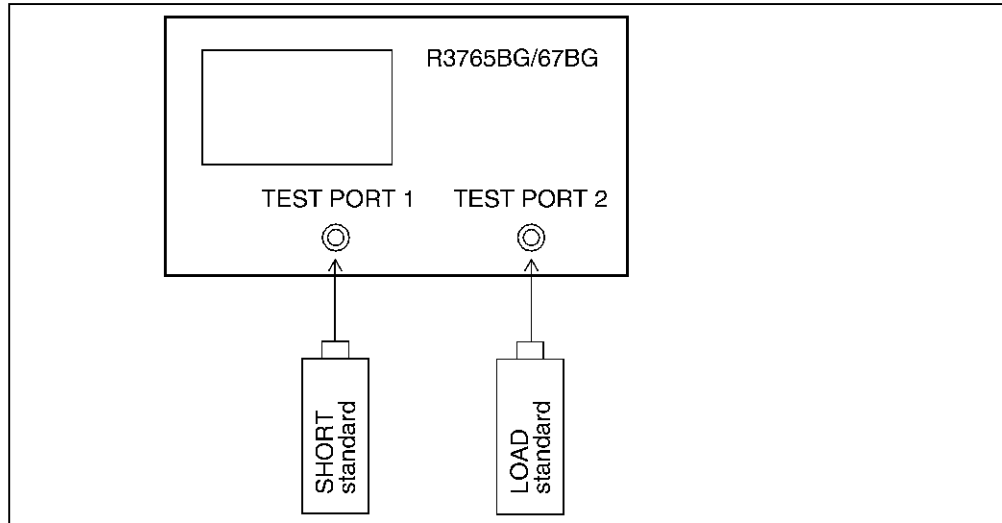 R3765BG/67BG
TEST PORT 1
TEST PORT 2
SHORT
standard
LOAD
standard